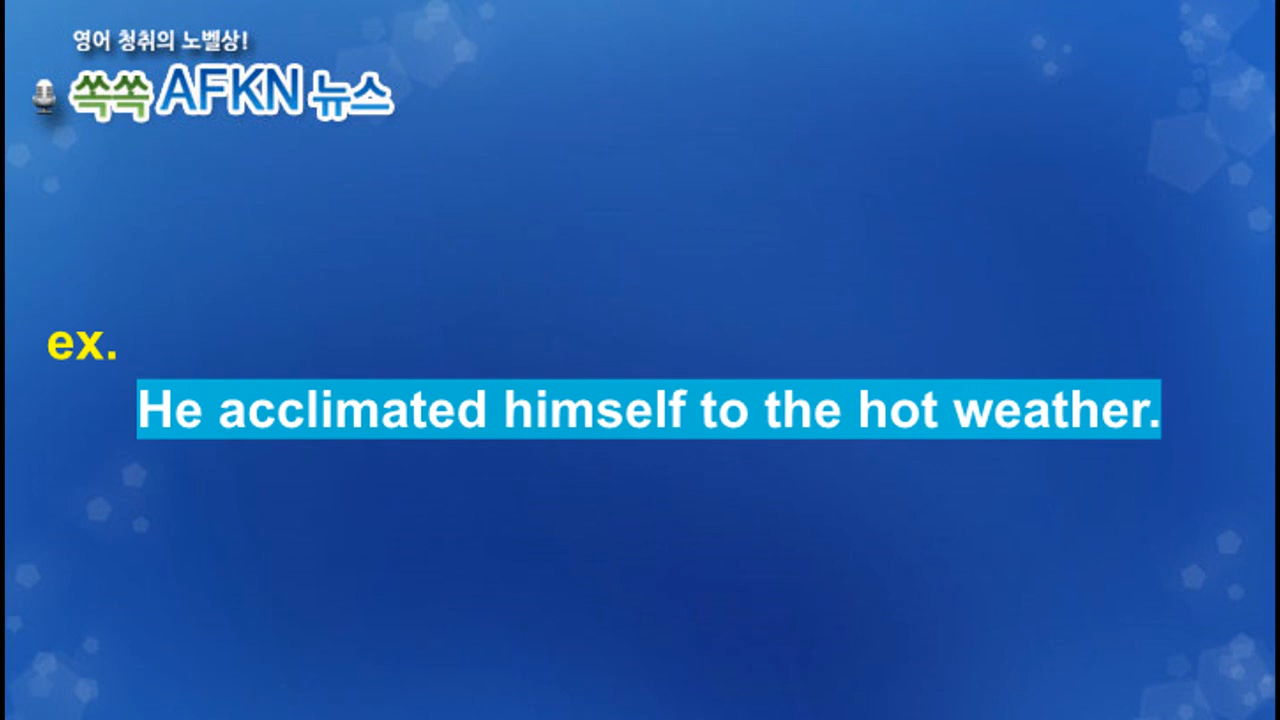 영어 청취의 노벨상!
쏙쏙 AFKN 뉴스
ex.
He acclimated himself to the hot weather.